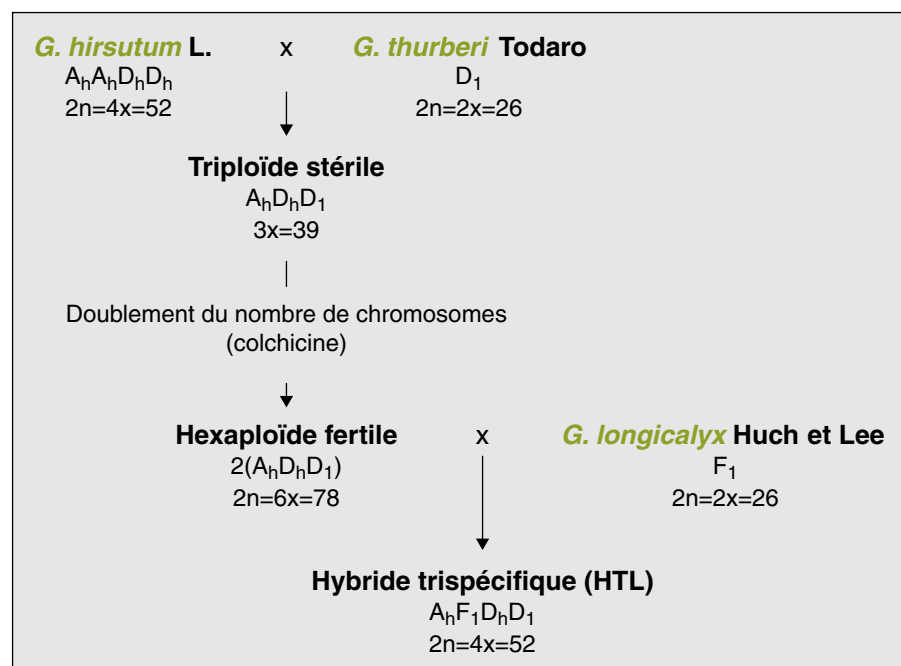 G. hirsutum L. x G. thurberi Todaro
AₕAₕDₕDₕ D₁
2n=4x=52 2n=2x=26
Triploïde stérile
AₕDₕD₁
3x=39
Doublement du nombre de chromosomes
(colchicine)
Hexaploïde fertile x G. longicalyx Huch et Lee
2(AₕDₕD₁) F₁
2n=6x=78 2n=2x=26
Hybride trispécifique (HTL)
AₕF₁DₕD₁
2n=4x=52